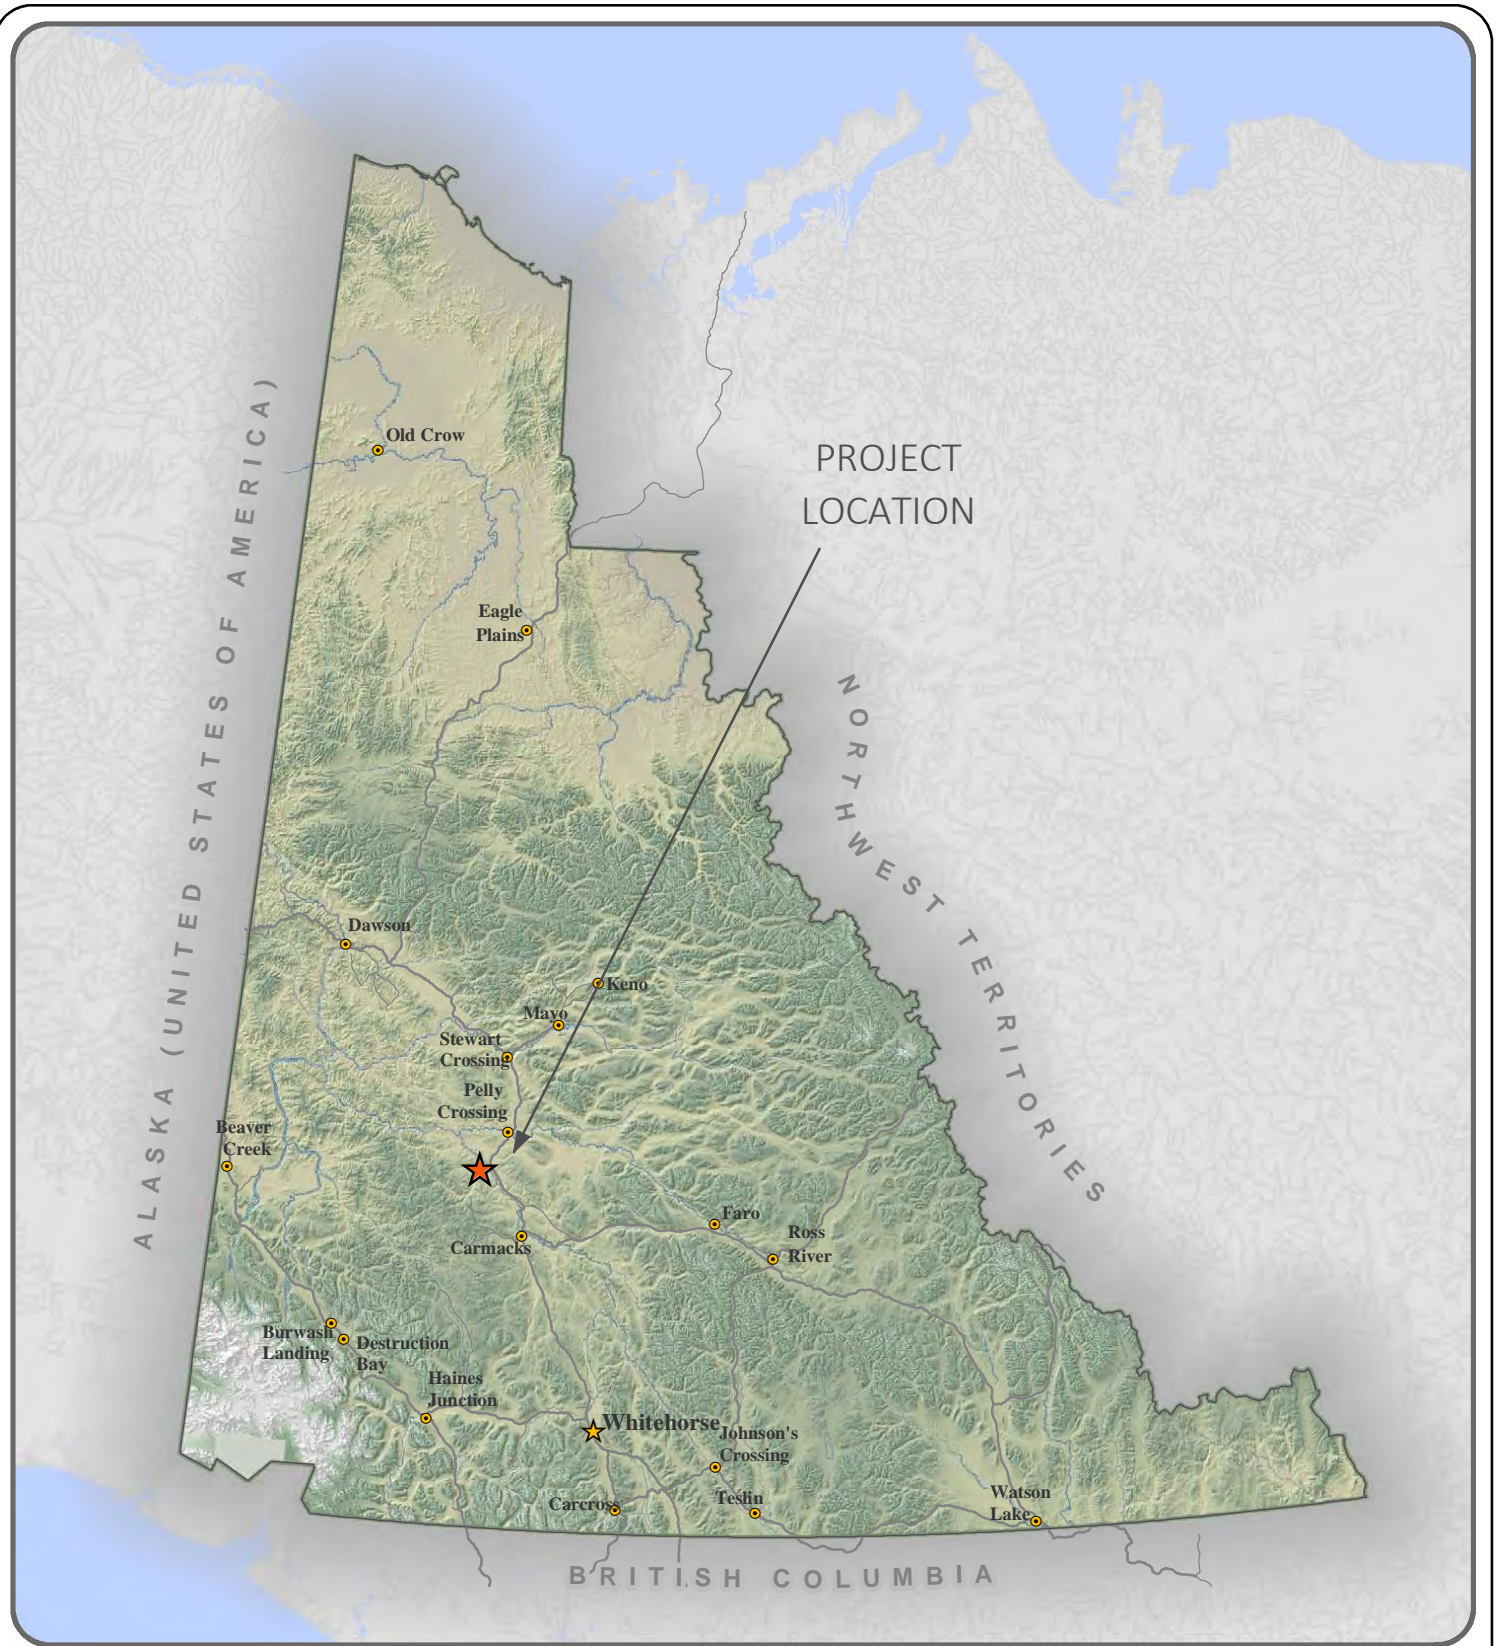 Old Crow
PROJECT
LOCATION
Eagle
Plains
ALASKA (UNITED STATES OF AMERICA)
NORTHWEST TERRITORIES
Dawson
Keno
Mayo
Stewart
Crossing
Pelly
Crossing
Beaver
Creek
Faro
Ross
River
Carmacks
Burwash
Landing
Destruction
Bay
Haines
Junction
Whitehorse
Johnson's
Crossing
Carcross
Teslin
Watson
Lake
BRITISH COLUMBIA